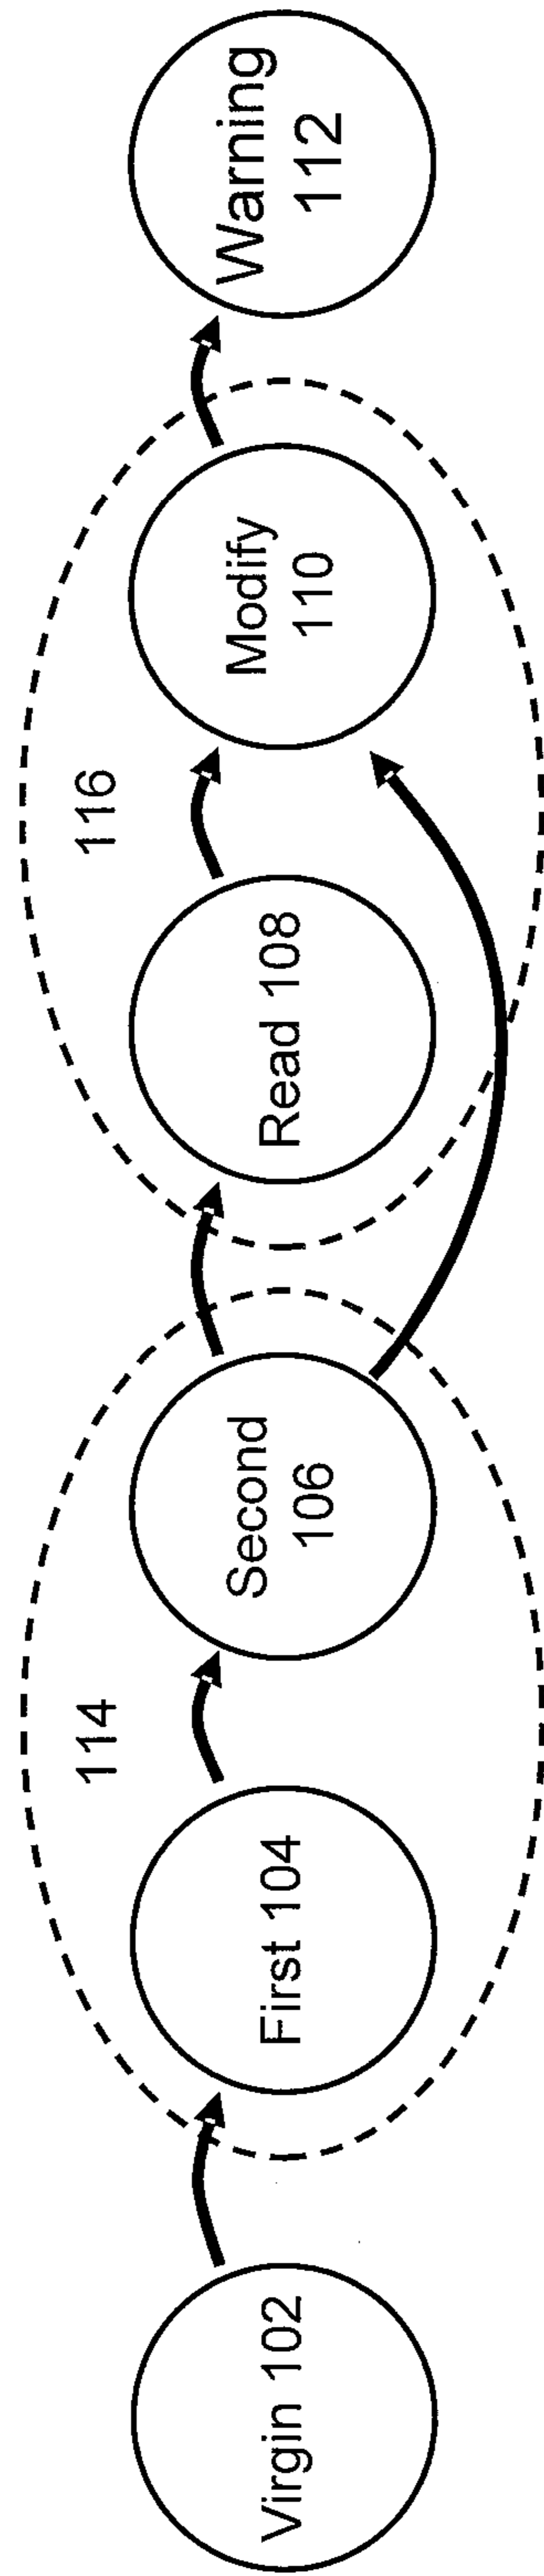 Virgin 102
First 104
114
Second
106
Read 108
116
Modify
110
Warning
112